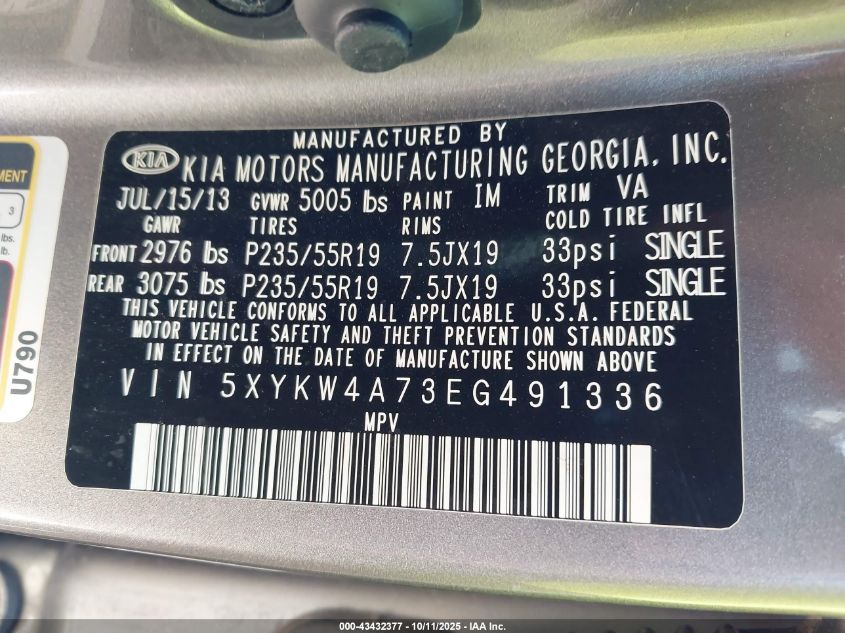 MANUFACTURED BY
KIA KIA MOTORS MANUFACTURING GEORGIA, INC.
JUL/15/13 GVWR 5005 lbs PAINT IM TRIM VA
GAWR TIRES RIMS COLD TIRE INFL
FRONT 2976 lbs P235/55R19 7.5JX19 33psi SINGLE
REAR 3075 lbs P235/55R19 7.5JX19 33psi SINGLE
THIS VEHICLE CONFORMS TO ALL APPLICABLE U.S.A. FEDERAL
MOTOR VEHICLE SAFETY AND THEFT PREVENTION STANDARDS
IN EFFECT ON THE DATE OF MANUFACTURE SHOWN ABOVE
VIN 5XYKW4A73EG491336
MPV
MENT
3
lbs.
lb.
U790
000-43432377 - 10/11/2025 - IAA Inc.